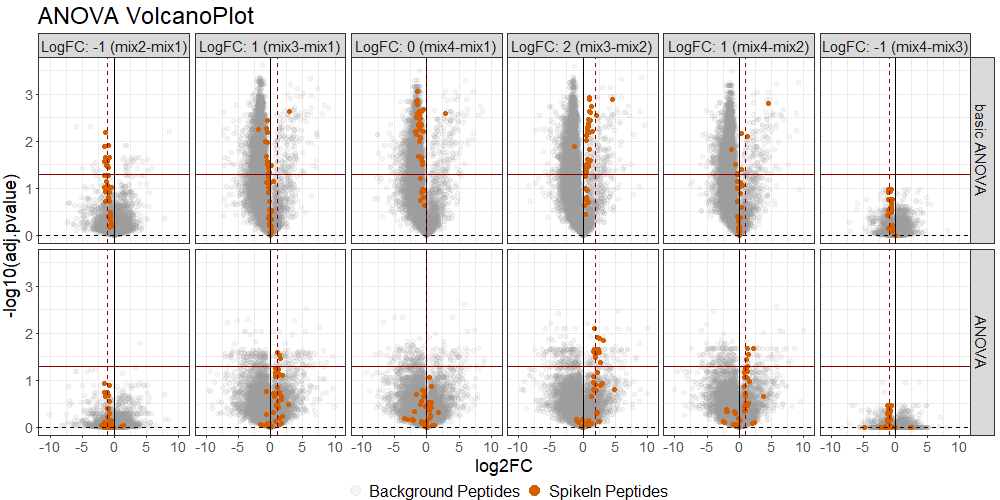 ANOVA VolcanoPlot
LogFC: -1 (mix2-mix1) LogFC: 1 (mix3-mix1) LogFC: 0 (mix4-mix1) LogFC: 2 (mix3-mix2) LogFC: 1 (mix4-mix2) LogFC: -1 (mix4-mix3)
-log10(adj.pvalue)
3
2
1
0
basic ANOVA
3
2
1
0
ANOVA
-10 -5 0 5 10 -10 -5 0 5 10 -10 -5 0 5 10 -10 -5 0 5 10 -10 -5 0 5 10 -10 -5 0 5 10
log2FC
Background Peptides SpikeIn Peptides